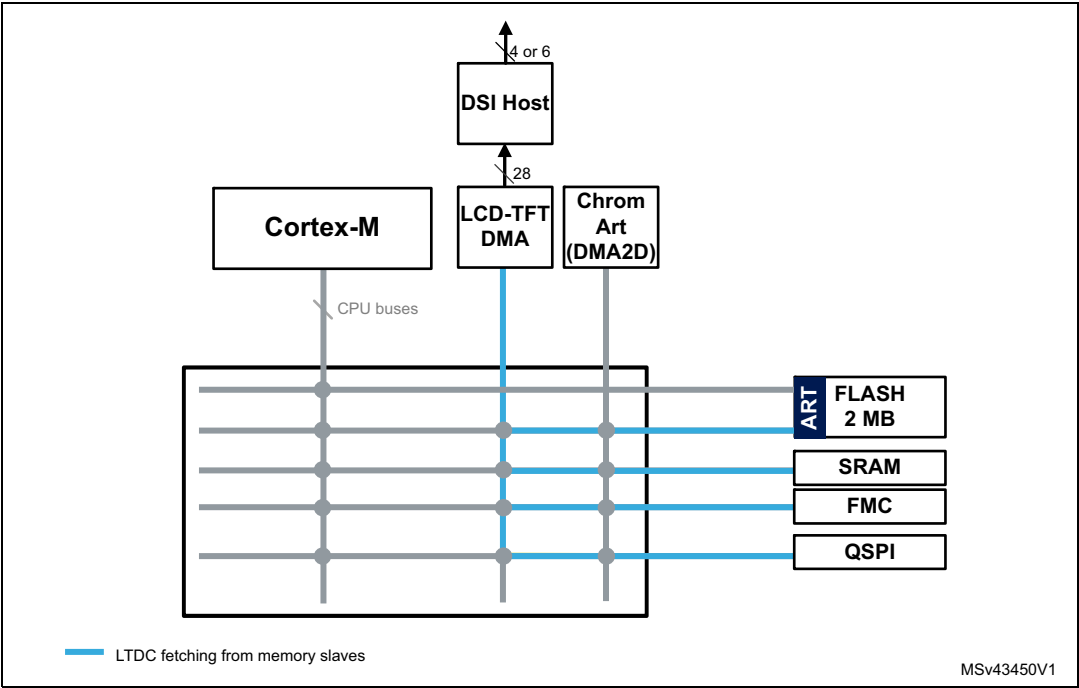 4 or 6
DSI Host
28
Cortex-M
LCD-TFT
DMA
Chrom
Art
(DMA2D)
CPU buses
ART
FLASH
2 MB
SRAM
FMC
QSPI
LTDC fetching from memory slaves
MSv43450V1